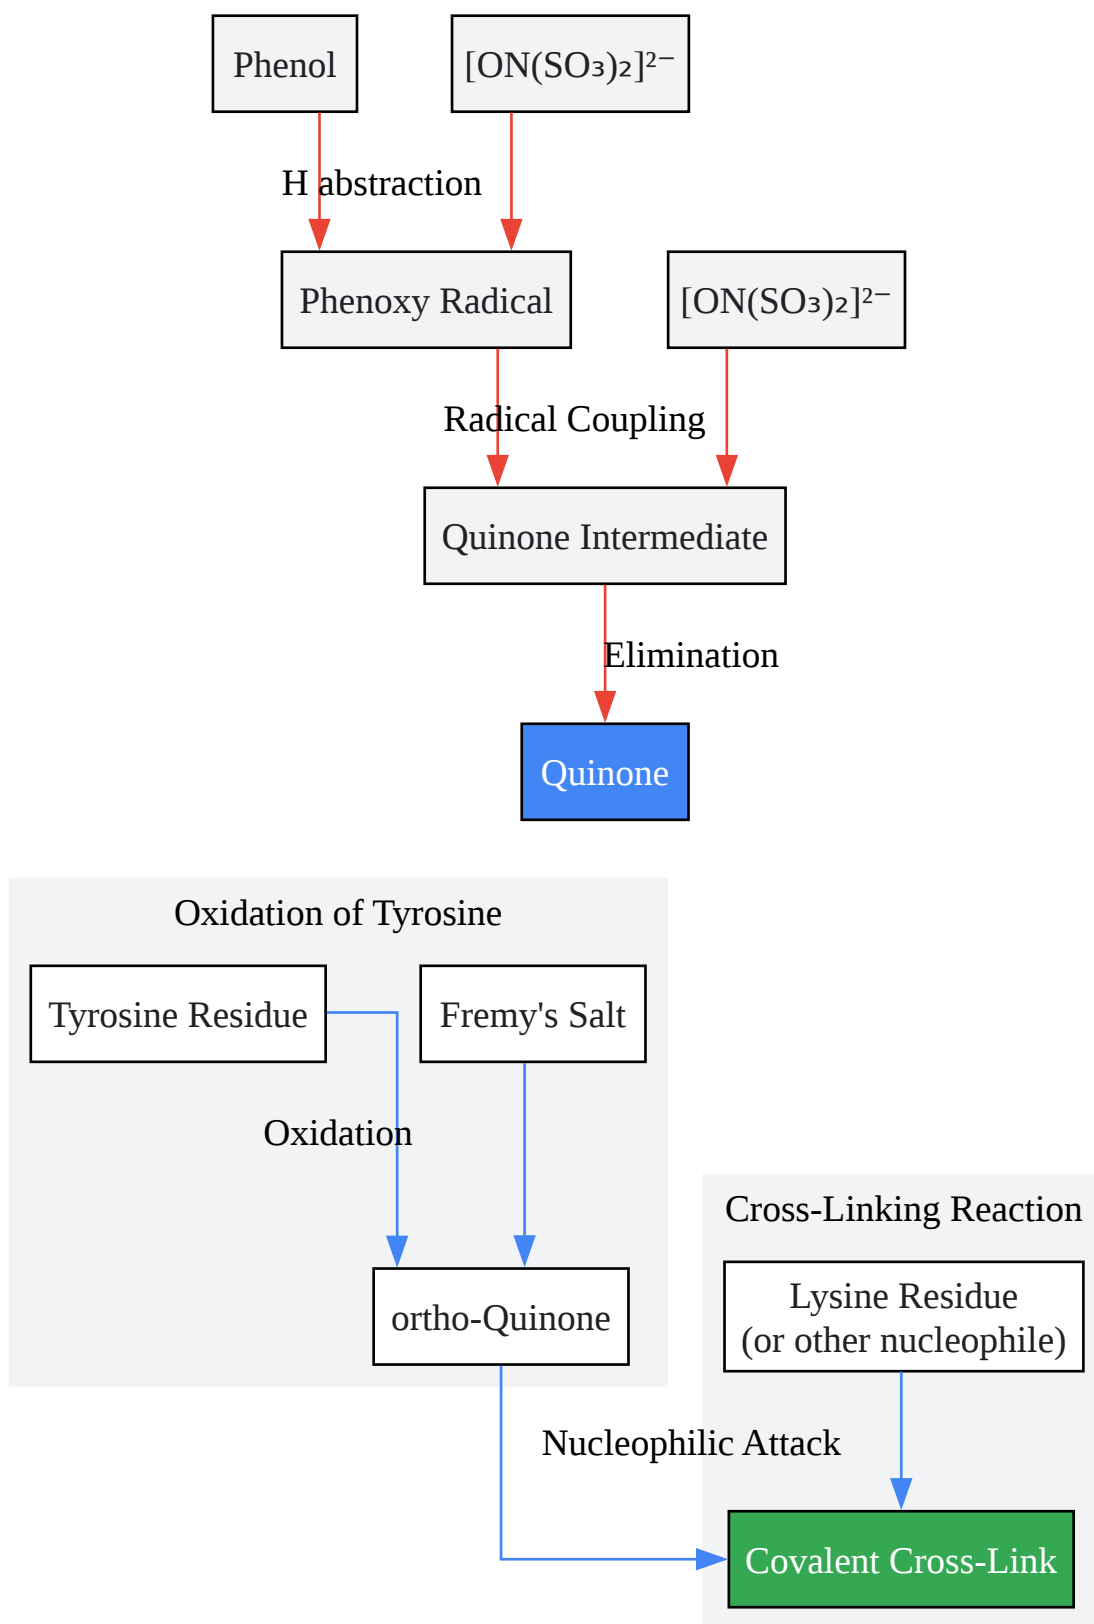 Phenol
[ON(SO₃)₂]²⁻
H abstraction
Phenoxy Radical
[ON(SO₃)₂]²⁻
Radical Coupling
Quinone Intermediate
Elimination
Quinone
Oxidation of Tyrosine
Tyrosine Residue
Fremy's Salt
Oxidation
ortho-Quinone
Cross-Linking Reaction
Lysine Residue
(or other nucleophile)
Nucleophilic Attack
Covalent Cross-Link